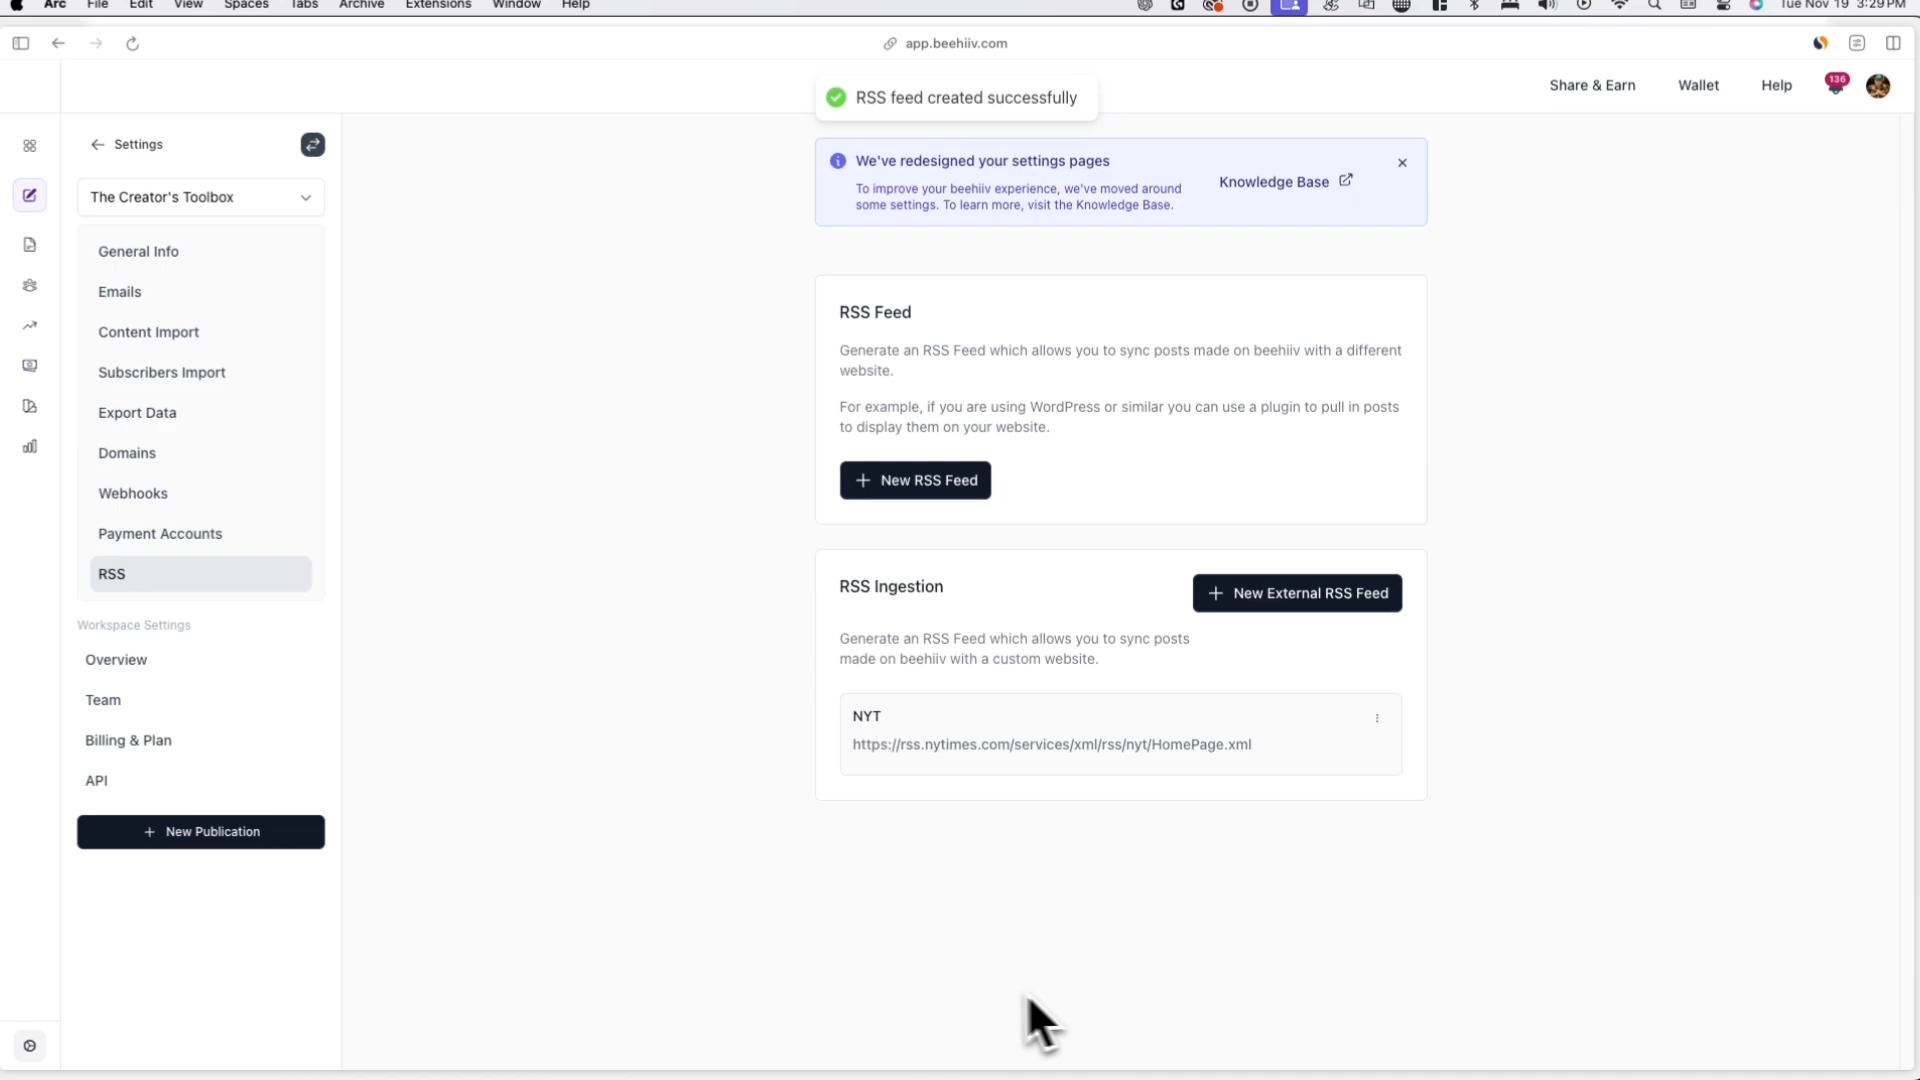 Arc File Edit View Spaces Tabs Archive Extensions Window Help Tue Nov 19 3:29 PM
app.beehiiv.com
RSS feed created successfully
Share & Earn Wallet Help 136
Settings
The Creator's Toolbox
General Info
Emails
Content Import
Subscribers Import
Export Data
Domains
Webhooks
Payment Accounts
RSS
Workspace Settings
Overview
Team
Billing & Plan
API
+ New Publication
We've redesigned your settings pages
To improve your beehiiv experience, we've moved around
some settings. To learn more, visit the Knowledge Base.
Knowledge Base
RSS Feed
Generate an RSS Feed which allows you to sync posts made on beehiiv with a different
website.
For example, if you are using WordPress or similar you can use a plugin to pull in posts
to display them on your website.
+ New RSS Feed
RSS Ingestion
+ New External RSS Feed
Generate an RSS Feed which allows you to sync posts
made on beehiiv with a custom website.
NYT
https://rss.nytimes.com/services/xml/rss/nyt/HomePage.xml